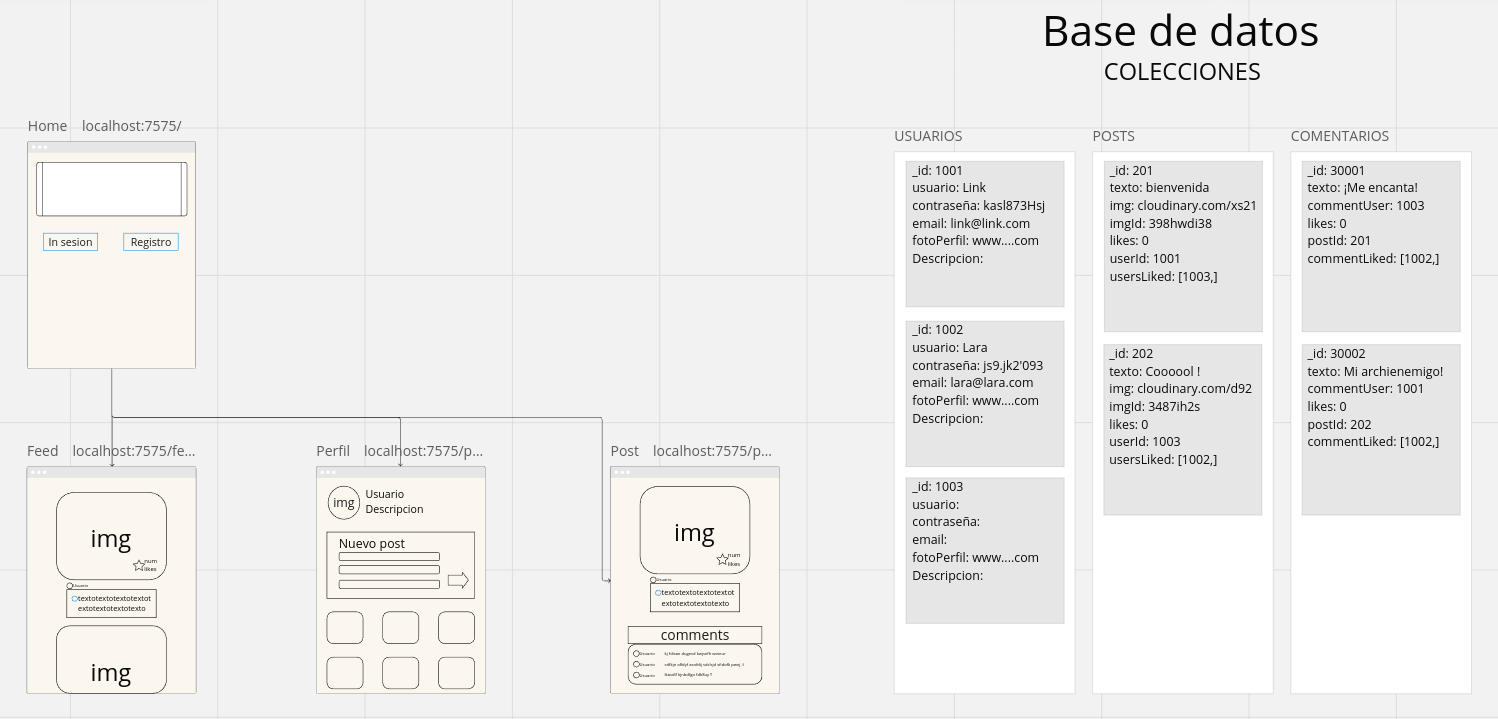 Base de datos
COLECCIONES
Home localhost:7575/
In sesion
Registro
Feed localhost:7575/fe...
img
num
likes
Usuario
textotextotextotextot
extotextotextotexto
img
Perfil localhost:7575/p...
img
Usuario
Descripcion
Nuevo post
Post localhost:7575/p...
img
num
likes
Usuario
textotextotextotextot
extotextotextotexto
comments
Usuario
Usuario
Usuario
USUARIOS
_id: 1001
usuario: Link
contraseña: kasl873Hsj
email: link@link.com
fotoPerfil: www....com
Descripcion:
_id: 1002
usuario: Lara
contraseña: js9.jk2'093
email: lara@lara.com
fotoPerfil: www....com
Descripcion:
_id: 1003
usuario:
contraseña:
email:
fotoPerfil: www....com
Descripcion:
POSTS
_id: 201
texto: bienvenida
img: cloudinary.com/xs21
imgId: 398hwdi38
likes: 0
userId: 1001
usersLiked: [1003,]
_id: 202
texto: Coooool !
img: cloudinary.com/d92
imgId: 3487ih2s
likes: 0
userId: 1003
usersLiked: [1002,]
COMENTARIOS
_id: 30001
texto: ¡Me encanta!
commentUser: 1003
likes: 0
postId: 201
commentLiked: [1002,]
_id: 30002
texto: Mi archienemigo!
commentUser: 1001
likes: 0
postId: 202
commentLiked: [1002,]